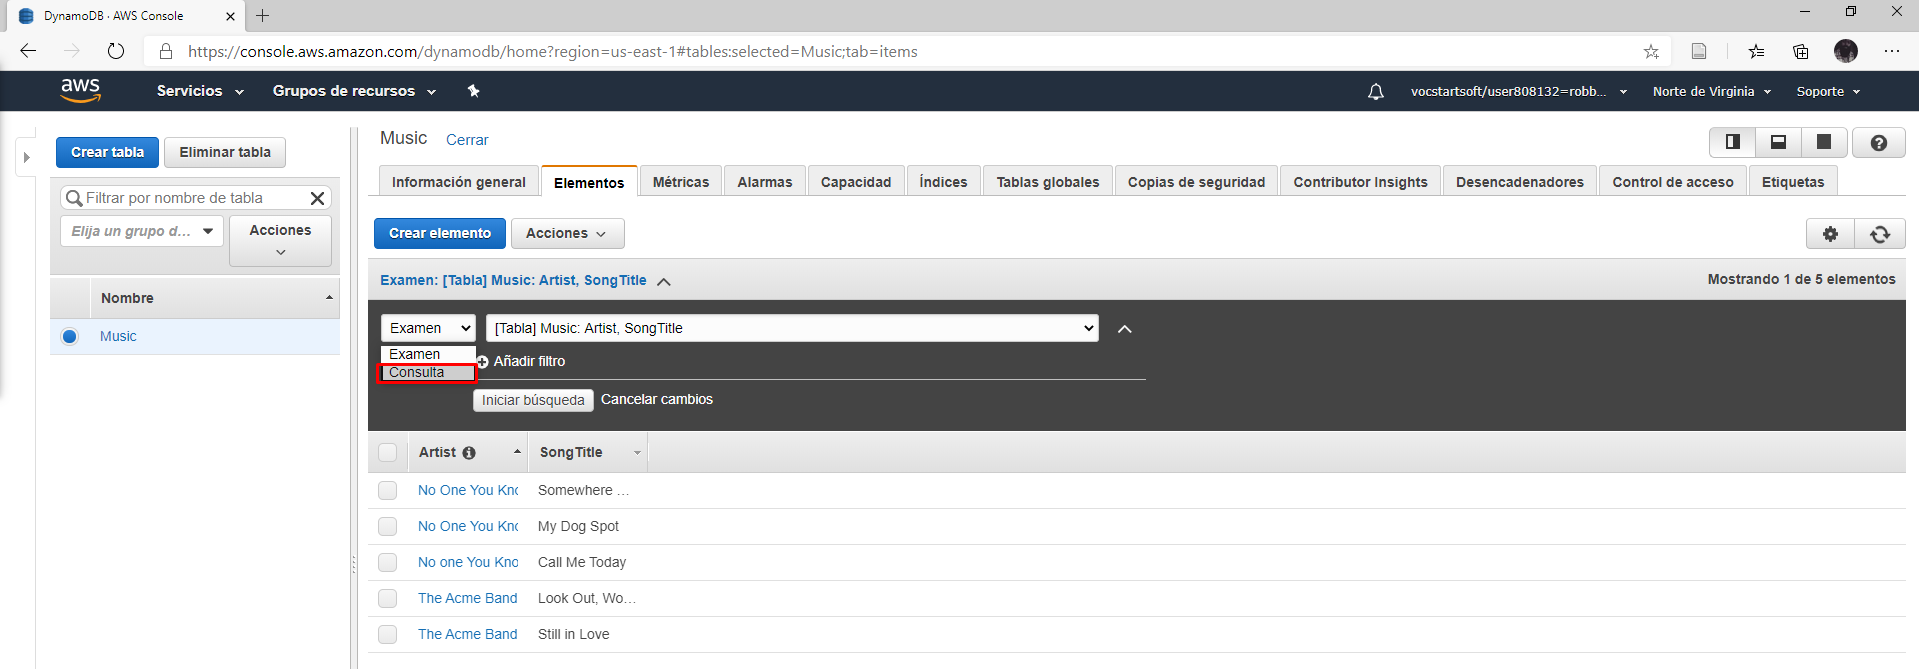 DynamoDB · AWS Console
https://console.aws.amazon.com/dynamodb/home?region=us-east-1#tables:selected=Music;tab=items
aws Servicios Grupos de recursos vocstartsoft/user808132=robb... Norte de Virginia Soporte
Crear tabla Eliminar tabla
Filtrar por nombre de tabla
Elija un grupo d... Acciones
Nombre
Music
Music Cerrar
Información general Elementos Métricas Alarmas Capacidad Índices Tablas globales Copias de seguridad Contributor Insights Desencadenadores Control de acceso Etiquetas
Crear elemento Acciones
Examen: [Tabla] Music: Artist, SongTitle Mostrando 1 de 5 elementos
Examen [Tabla] Music: Artist, SongTitle
Examen
Consulta
Añadir filtro
Iniciar búsqueda Cancelar cambios
Artist SongTitle
No One You Kno Somewhere ...
No One You Kno My Dog Spot
No one You Kno Call Me Today
The Acme Band Look Out, Wo...
The Acme Band Still in Love